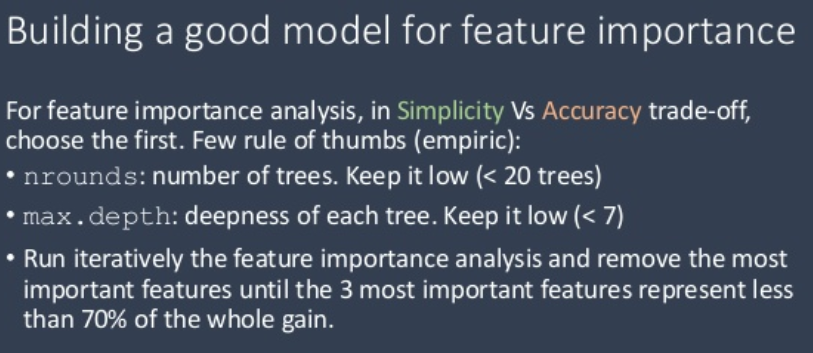 Building a good model for feature importance
For feature importance analysis, in Simplicity Vs Accuracy trade-off,
choose the first. Few rule of thumbs (empiric):
• nrounds: number of trees. Keep it low (< 20 trees)
• max.depth: deepness of each tree. Keep it low (< 7)
• Run iteratively the feature importance analysis and remove the most
important features until the 3 most important features represent less
than 70% of the whole gain.